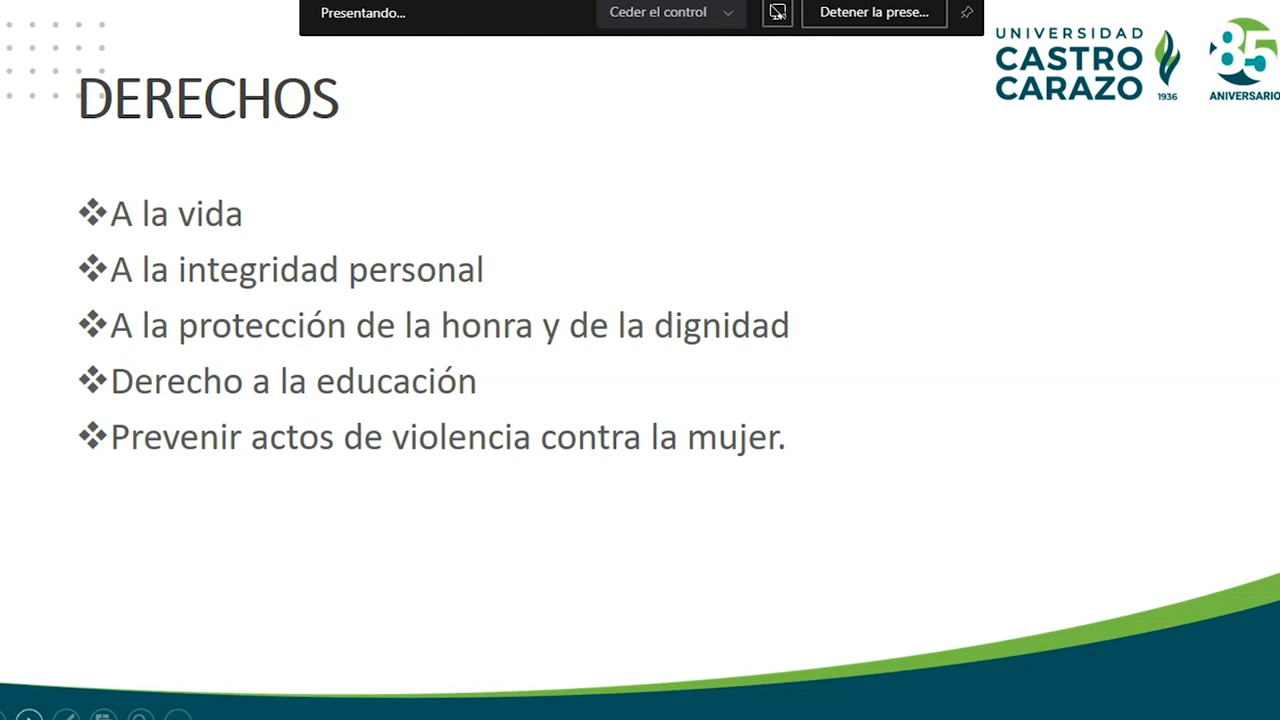 Presentando...
Ceder el control
Detener la prese...
UNIVERSIDAD
CASTRO
CARAZO
1936
85
ANIVERSARIO
DERECHOS
❖A la vida
❖A la integridad personal
❖A la protección de la honra y de la dignidad
❖Derecho a la educación
❖Prevenir actos de violencia contra la mujer.